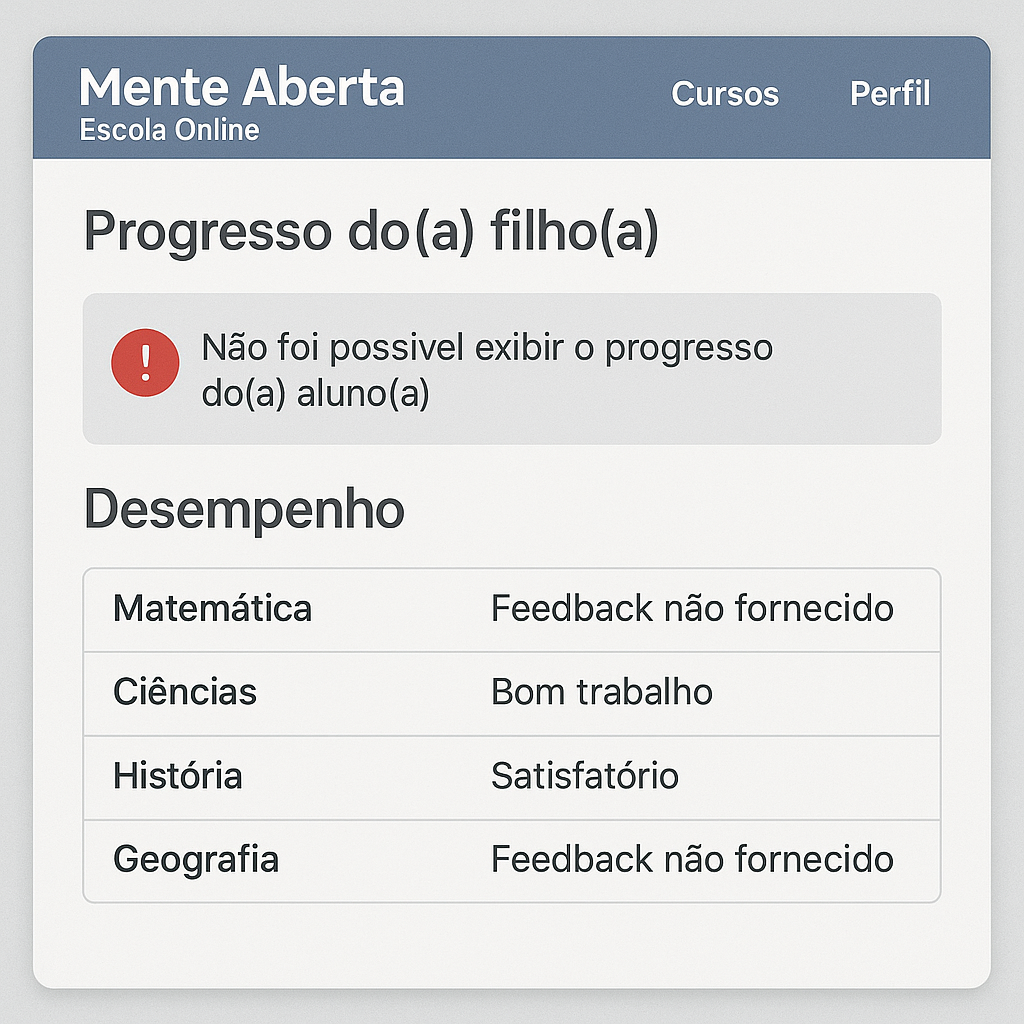 Mente Aberta
Escola Online
Cursos
Perfil
Progresso do(a) filho(a)
!
Não foi possivel exibir o progresso
do(a) aluno(a)
Desempenho
Matemática Feedback não fornecido
Ciências Bom trabalho
História Satisfatório
Geografia Feedback não fornecido